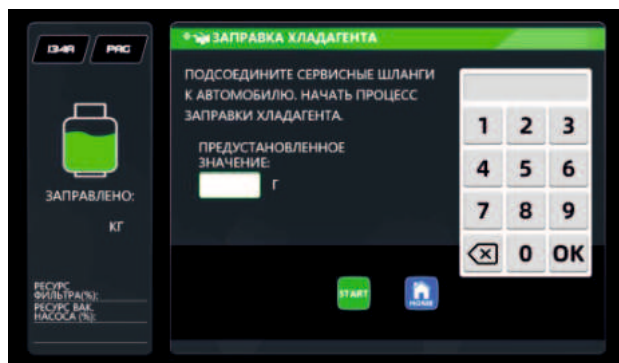 134A PAG
ЗАПРАВЛЕНО:
КГ
РЕСУРС
ФИЛЬТРА(%):
РЕСУРС ВАК.
НАСОСА (%):
ЗАПРАВКА ХЛАДАГЕНТА
ПОДСОЕДИНИТЕ СЕРВИСНЫЕ ШЛАНГИ
К АВТОМОБИЛЮ. НАЧАТЬ ПРОЦЕСС
ЗАПРАВКИ ХЛАДАГЕНТА.
ПРЕДУСТАНОВЛЕННОЕ
ЗНАЧЕНИЕ:
Г
START HOME
1 2 3
4 5 6
7 8 9
0 OK